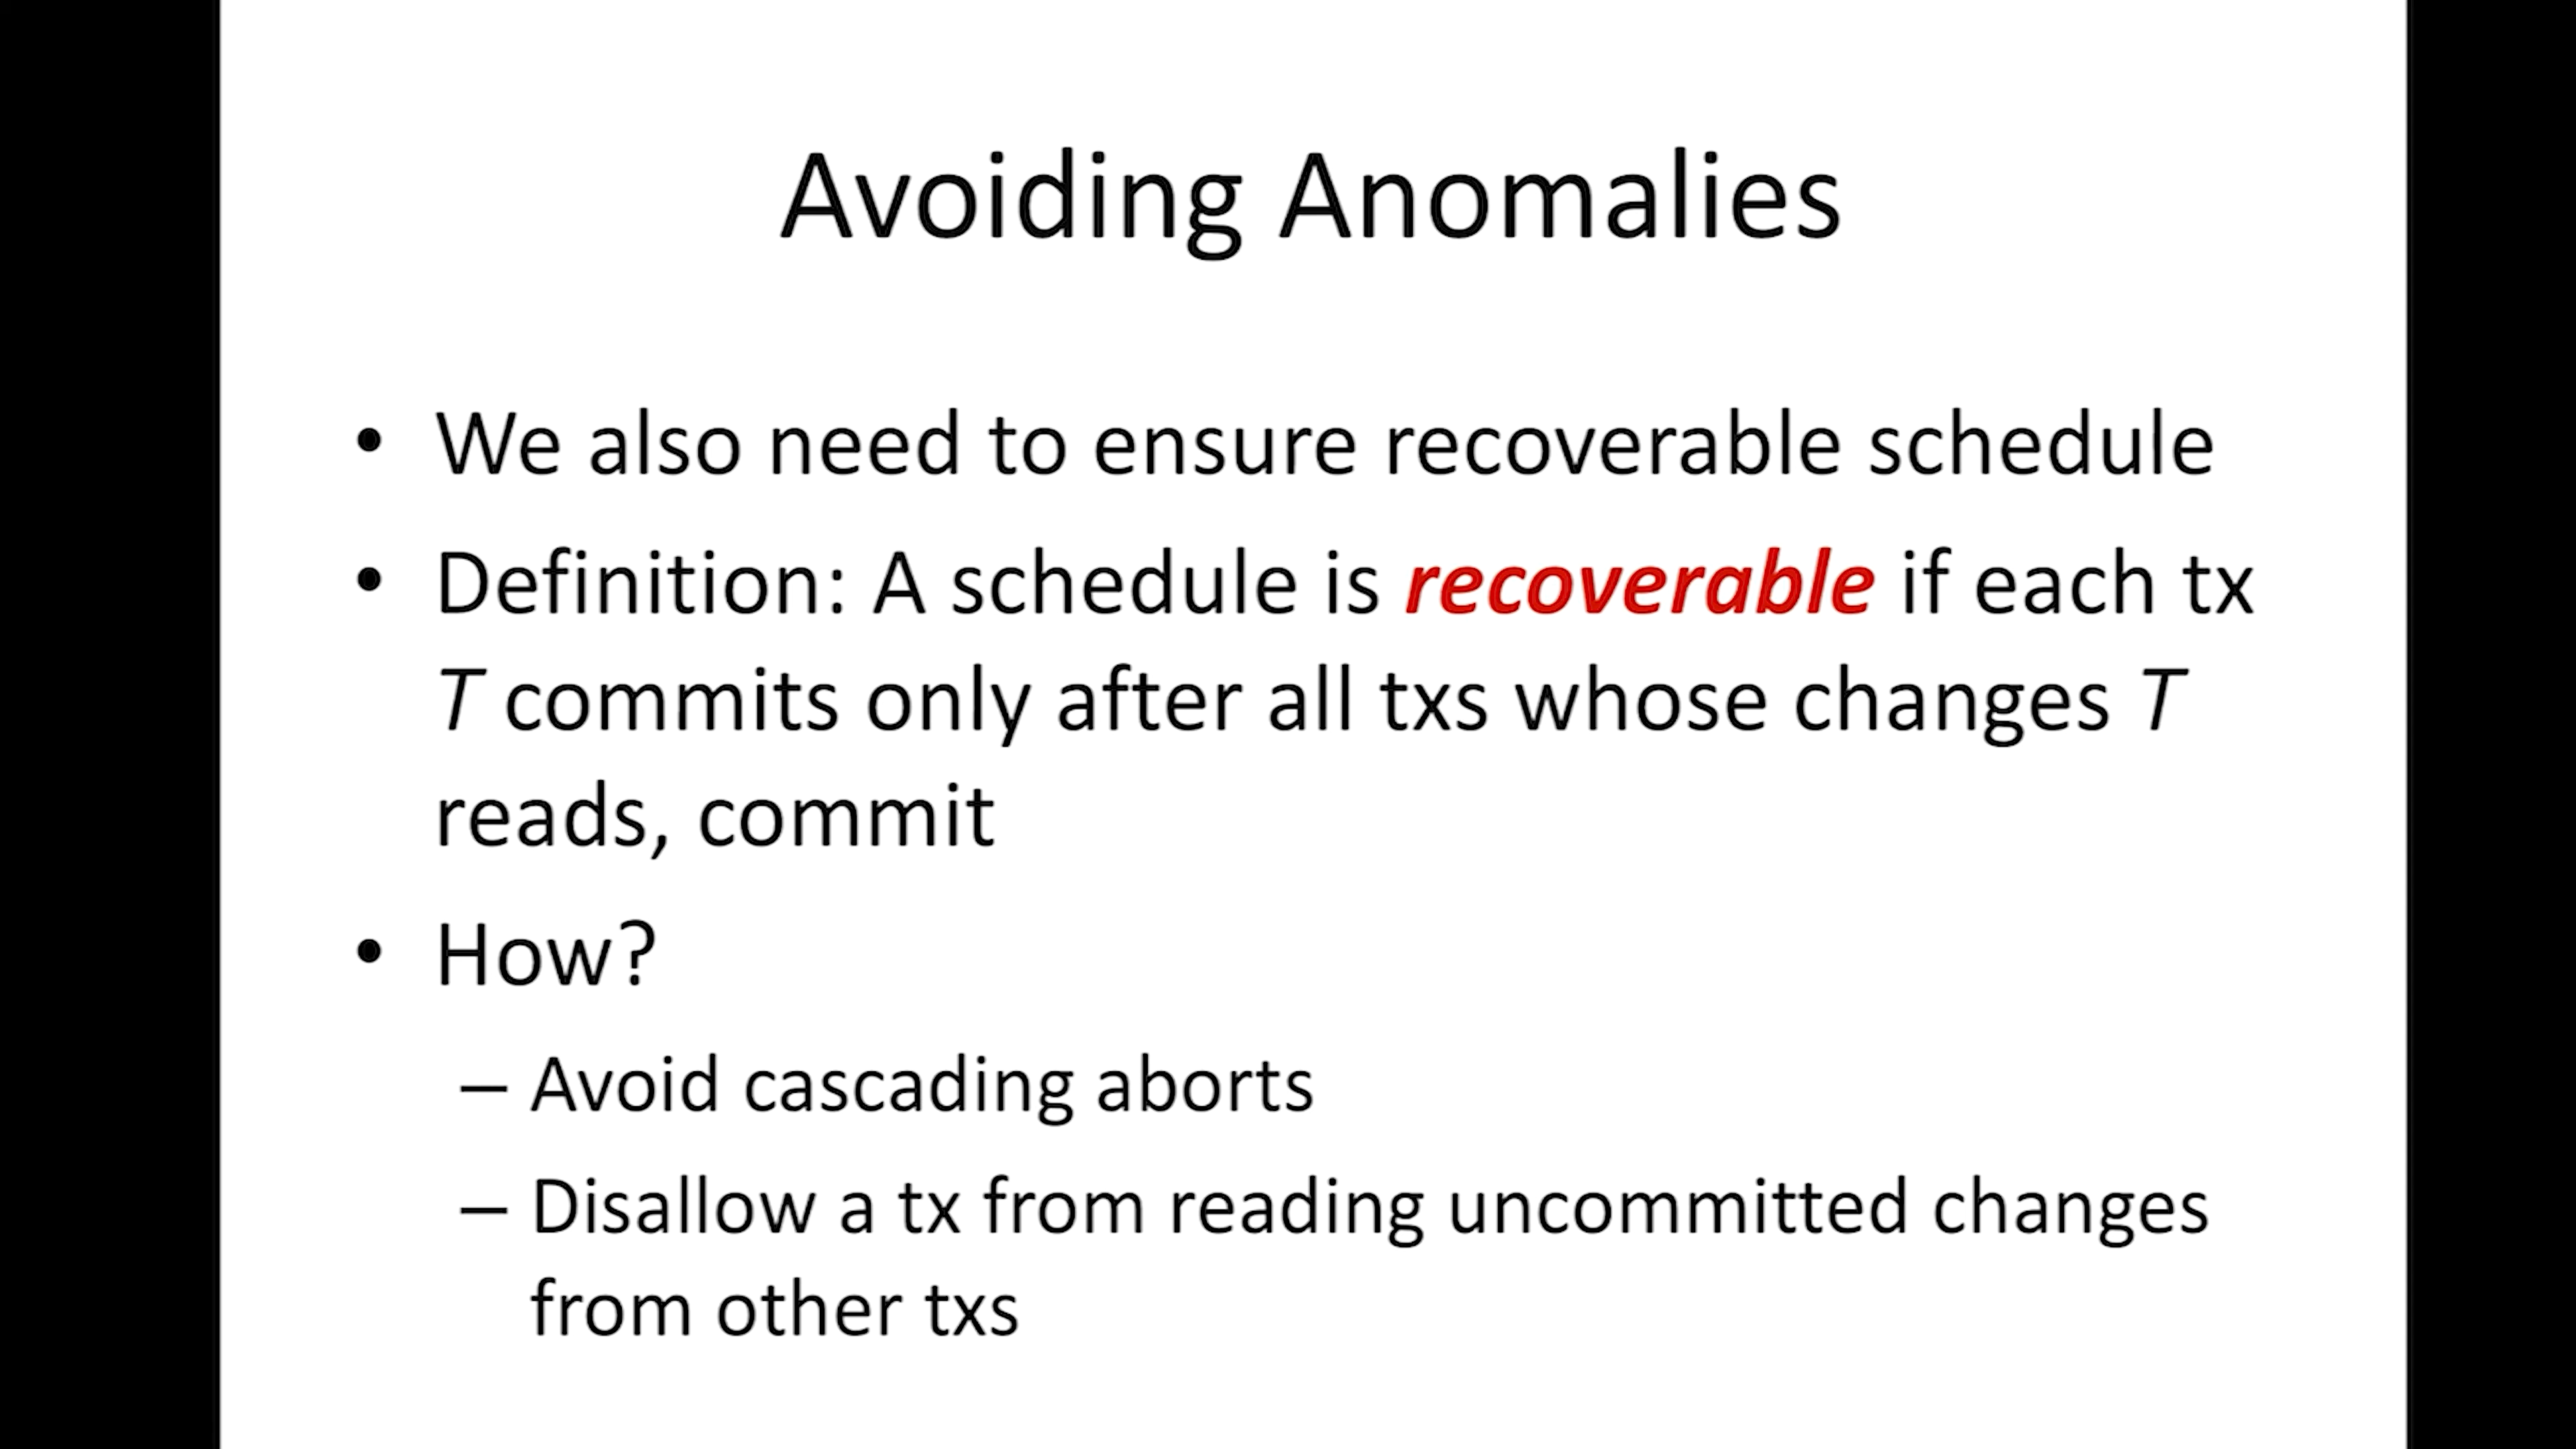 Avoiding Anomalies
• We also need to ensure recoverable schedule
• Definition: A schedule is recoverable if each tx
T commits only after all txs whose changes T
reads, commit
• How?
– Avoid cascading aborts
– Disallow a tx from reading uncommitted changes
from other txs